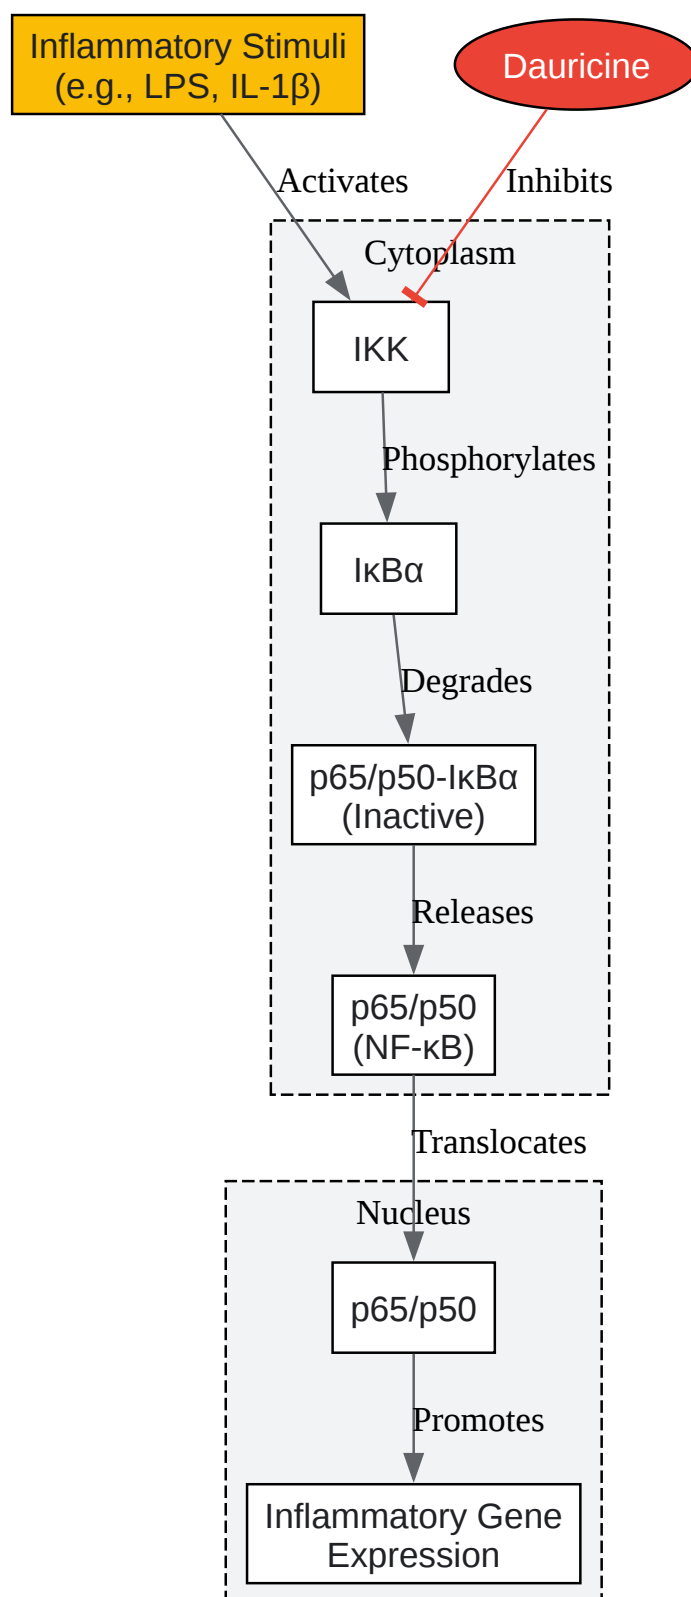 Inflammatory Stimuli
(e.g., LPS, IL-1β)
Dauricine
Activates
Inhibits
Cytoplasm
IKK
Phosphorylates
IκBα
Degrades
p65/p50-IκBα
(Inactive)
Releases
p65/p50
(NF-κB)
Translocates
Nucleus
p65/p50
Promotes
Inflammatory Gene
Expression